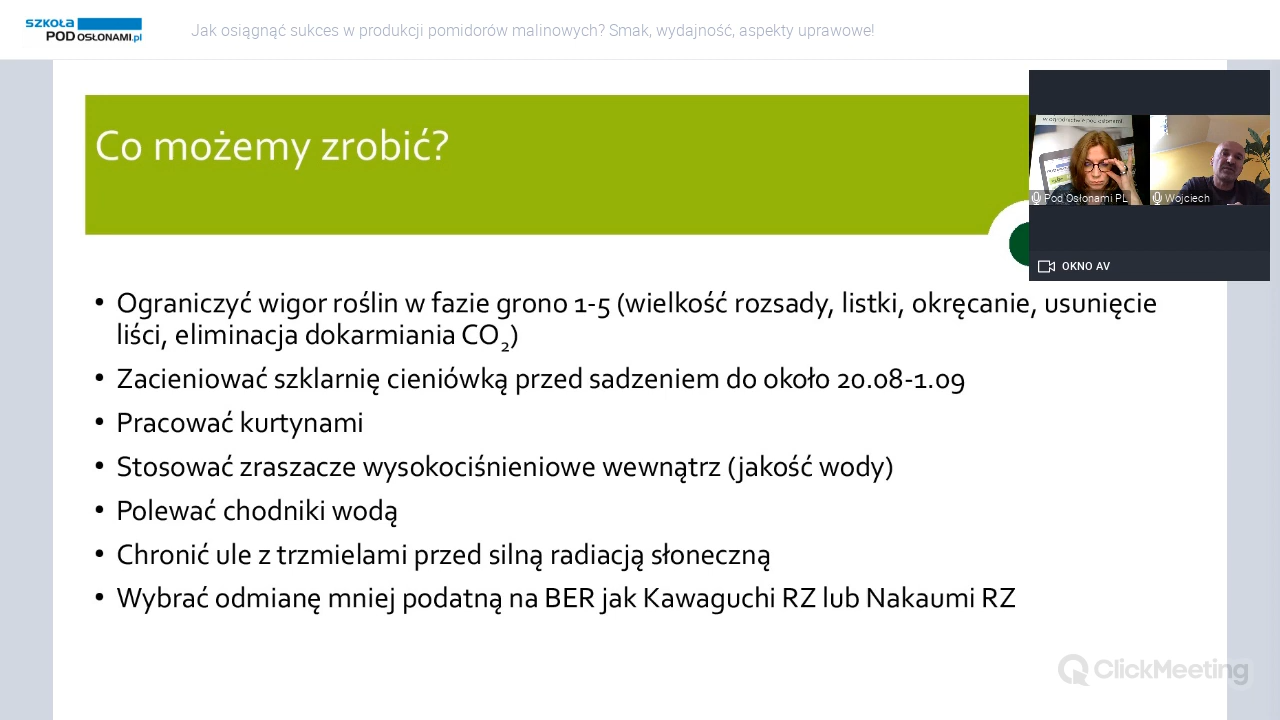 SZKOŁA
POD OSŁONAMI.pl
Jak osiągnąć sukces w produkcji pomidorów malinowych? Smak, wydajność, aspekty uprawowe!
Co możemy zrobić?
w ogrodnictwie pod osłonami
Pod Osłonami PL
Wojciech
OKNO AV
• Ograniczyć wigor roślin w fazie grono 1-5 (wielkość rozsady, listki, okręcanie, usunięcie
liści, eliminacja dokarmiania CO₂)
• Zacieniować szklarnię cieniówką przed sadzeniem do około 20.08-1.09
• Pracować kurtynami
• Stosować zraszacze wysokociśnieniowe wewnątrz (jakość wody)
• Polewać chodniki wodą
• Chronić ule z trzmielami przed silną radiacją słoneczną
• Wybrać odmianę mniej podatną na BER jak Kawaguchi RZ lub Nakaumi RZ
ClickMeeting